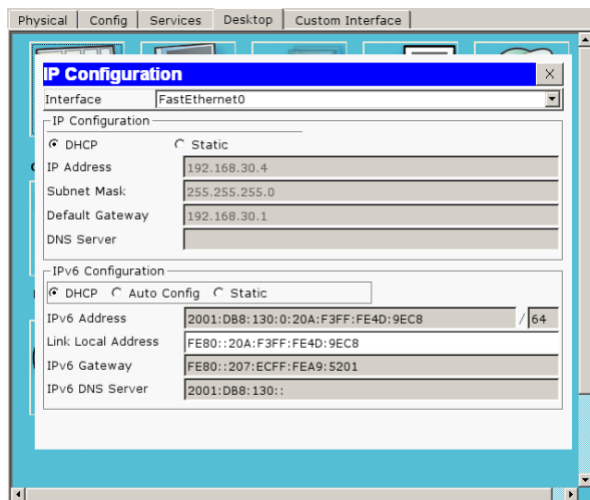 Physical Config Services Desktop Custom Interface
IP Configuration X
Interface FastEthernet0
IP Configuration
DHCP Static
IP Address 192.168.30.4
Subnet Mask 255.255.255.0
Default Gateway 192.168.30.1
DNS Server
IPv6 Configuration
DHCP Auto Config Static
IPv6 Address 2001:DB8:130:0:20A:F3FF:FE4D:9EC8 / 64
Link Local Address FE80::20A:F3FF:FE4D:9EC8
IPv6 Gateway FE80::207:ECFF:FEA9:5201
IPv6 DNS Server 2001:DB8:130::